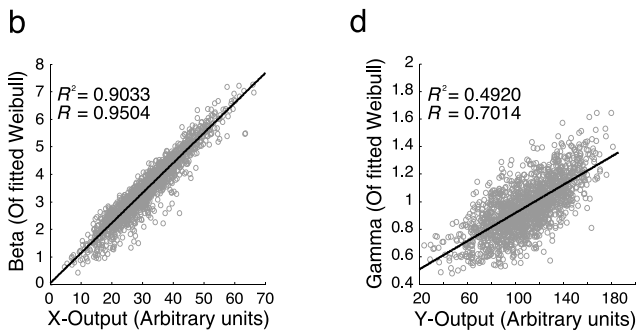 b
R² = 0.9033
R = 0.9504
Beta (Of fitted Weibull)
8
7
6
5
4
3
2
1
0
0 10 20 30 40 50 60 70
X-Output (Arbitrary units)
d
R² = 0.4920
R = 0.7014
Gamma (Of fitted Weibull)
2
1.8
1.6
1.4
1.2
1
0.8
0.6
0.4
20 60 100 140 180
Y-Output (Arbitrary units)